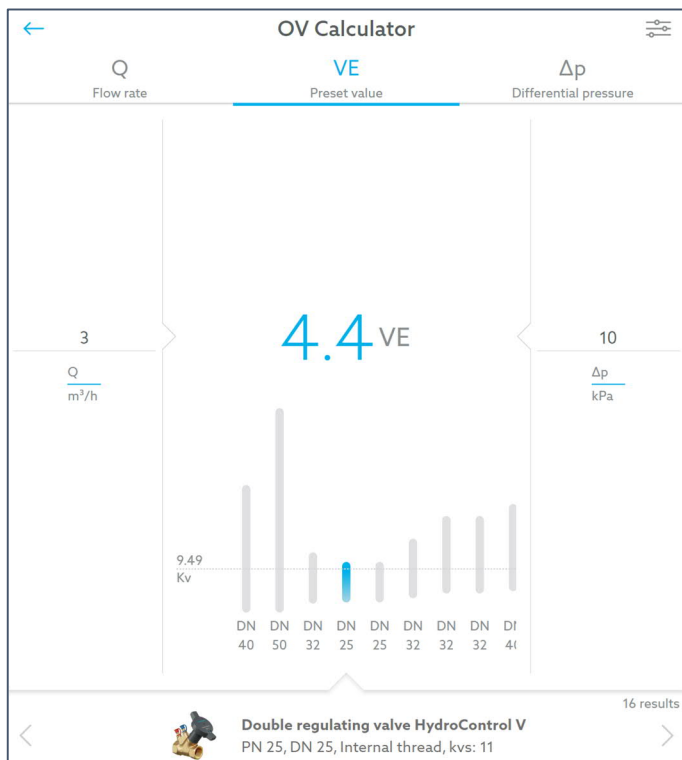 OV Calculator
Q
Flow rate
VE
Preset value
Δp
Differential pressure
3
Q
m³/h
4.4 VE
10
Δp
kPa
9.49
Kv
DN DN DN DN DN DN DN DN DN
40 50 32 25 25 32 32 32 40
16 results
Double regulating valve HydroControl V
PN 25, DN 25, Internal thread, kvs: 11